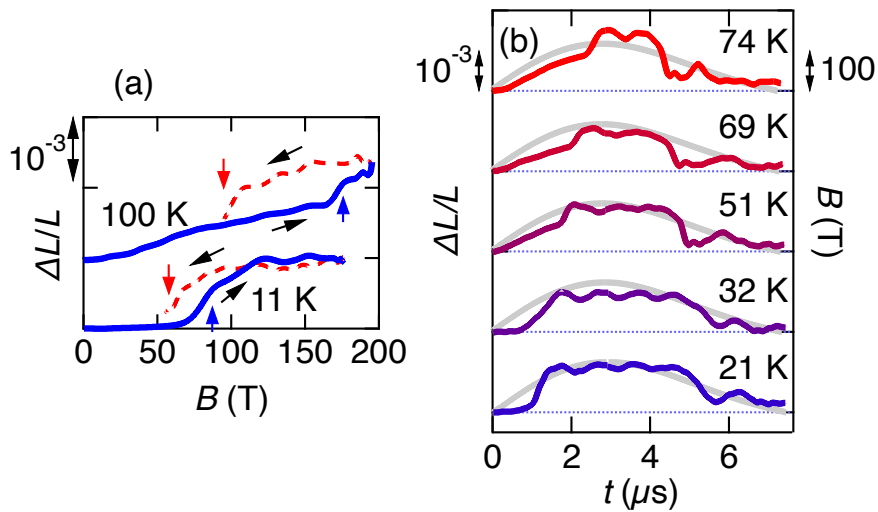 (a)
10-3
ΔL/L
100 K
11 K
0 50 100 150 200
B (T)
(b)
10-3
100
74 K
69 K
51 K
32 K
21 K
ΔL/L
B (T)
0 2 4 6
t (μs)